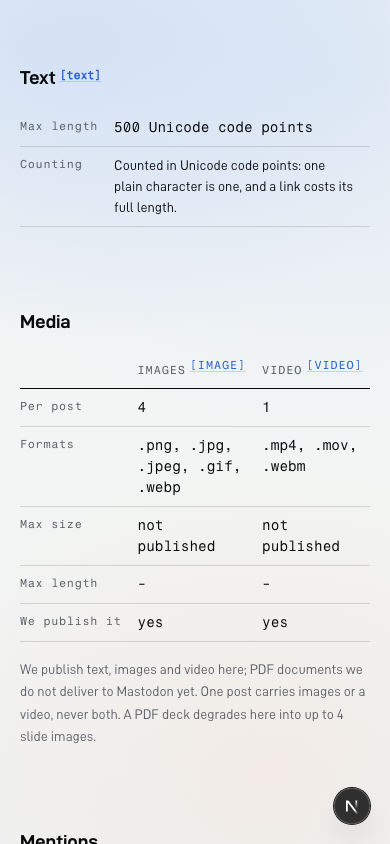 Text [text]
Max length 500 Unicode code points
Counting Counted in Unicode code points: one
plain character is one, and a link costs its
full length.
Media
IMAGES [IMAGE] VIDEO [VIDEO]
Per post 4 1
Formats .png, .jpg, .mp4, .mov,
.jpeg, .gif, .webm
.webp
Max size not not
published published
Max length – –
We publish it yes yes
We publish text, images and video here; PDF documents we
do not deliver to Mastodon yet. One post carries images or a
video, never both. A PDF deck degrades here into up to 4
slide images.
N
Mentions